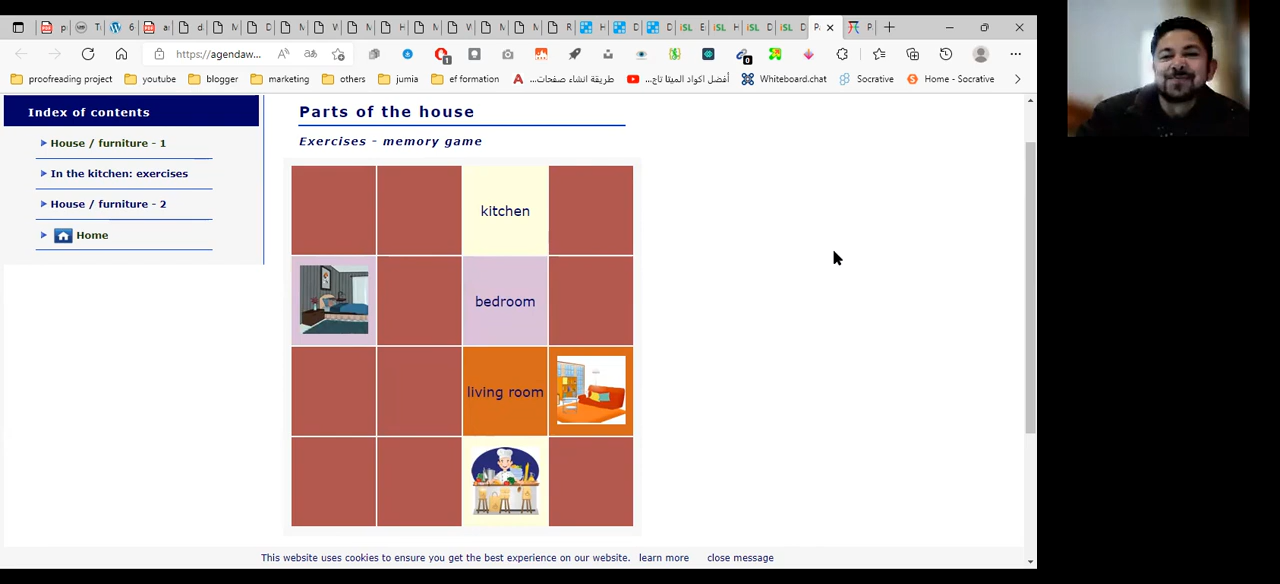 https://agendaw...
proofreading project
youtube
blogger
marketing
others
jumia
ef formation
طريقة انشاء صفحات...
أفضل اكواد الميتا تاج...
Whiteboard.chat
Socrative
Home - Socrative
Index of contents
House / furniture - 1
In the kitchen: exercises
House / furniture - 2
Home
Parts of the house
Exercises - memory game
kitchen
bedroom
living room
This website uses cookies to ensure you get the best experience on our website. learn more close message